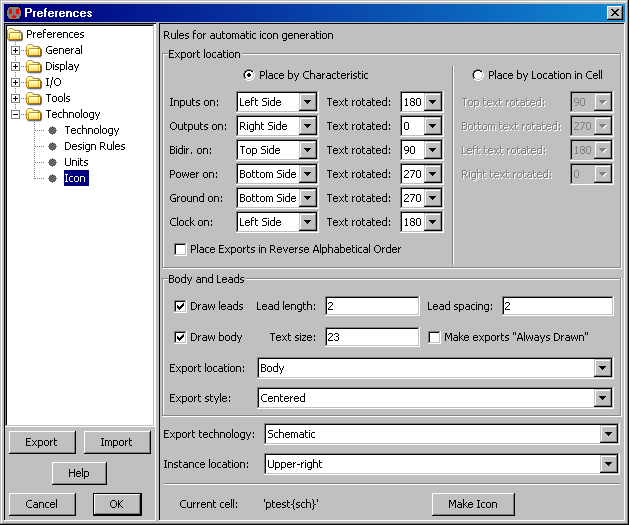 Preferences
Preferences
General
Display
I/O
Tools
Technology
Technology
Design Rules
Units
Icon
Export Import
Help
Cancel OK
Rules for automatic icon generation
Export location
Place by Characteristic Place by Location in Cell
Inputs on: Left Side Text rotated: 180 Top text rotated: 90
Outputs on: Right Side Text rotated: 0 Bottom text rotated: 270
Bidir. on: Top Side Text rotated: 90 Left text rotated: 180
Power on: Bottom Side Text rotated: 270 Right text rotated: 0
Ground on: Bottom Side Text rotated: 270
Clock on: Left Side Text rotated: 180
Place Exports in Reverse Alphabetical Order
Body and Leads
Draw leads Lead length: 2 Lead spacing: 2
Draw body Text size: 23 Make exports "Always Drawn"
Export location: Body
Export style: Centered
Export technology: Schematic
Instance location: Upper-right
Current cell: 'ptest{sch}' Make Icon